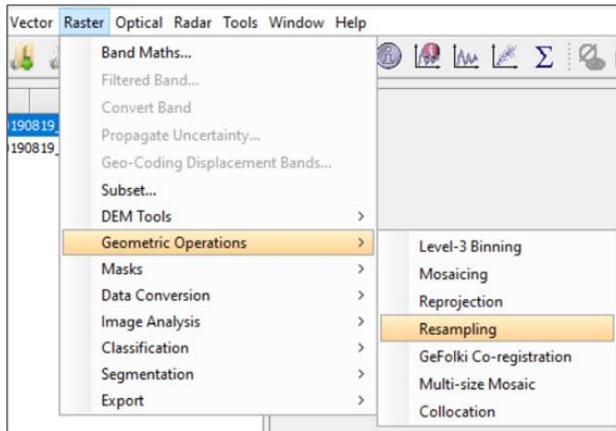 Vector Raster Optical Radar Tools Window Help
Band Maths...
Filtered Band...
Convert Band
190819_
Propagate Uncertainty...
190819_
Geo-Coding Displacement Bands...
Subset...
DEM Tools
Geometric Operations
Masks
Data Conversion
Image Analysis
Classification
Segmentation
Export
Level-3 Binning
Mosaicing
Reprojection
Resampling
GeFolki Co-registration
Multi-size Mosaic
Collocation